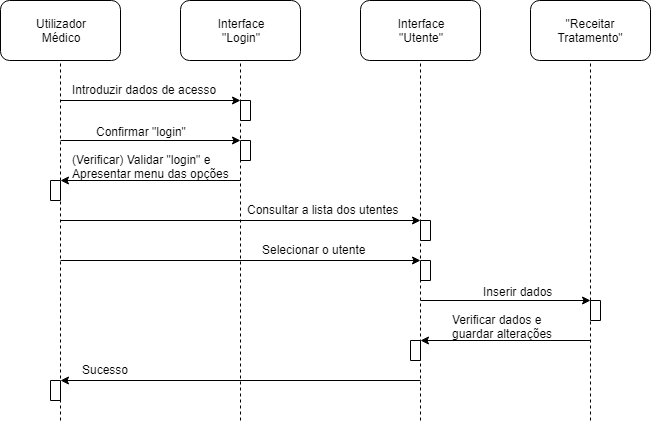 Utilizador
Médico
Interface
"Login"
Interface
"Utente"
"Receitar
Tratamento"
Introduzir dados de acesso
Confirmar "login"
(Verificar) Validar "login" e
Apresentar menu das opções
Consultar a lista dos utentes
Selecionar o utente
Inserir dados
Verificar dados e
guardar alterações
Sucesso